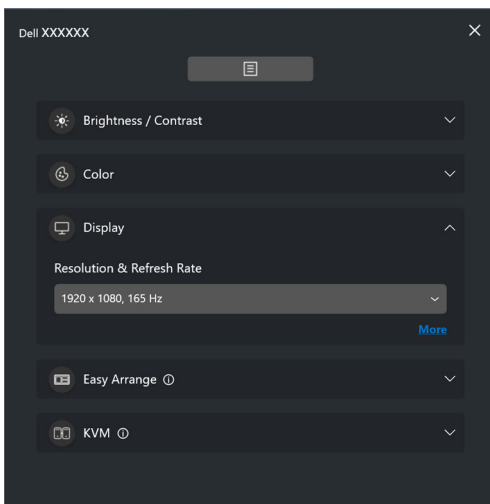 Dell XXXXXX
Brightness / Contrast
Color
Display
Resolution & Refresh Rate
1920 x 1080, 165 Hz
More
Easy Arrange
KVM